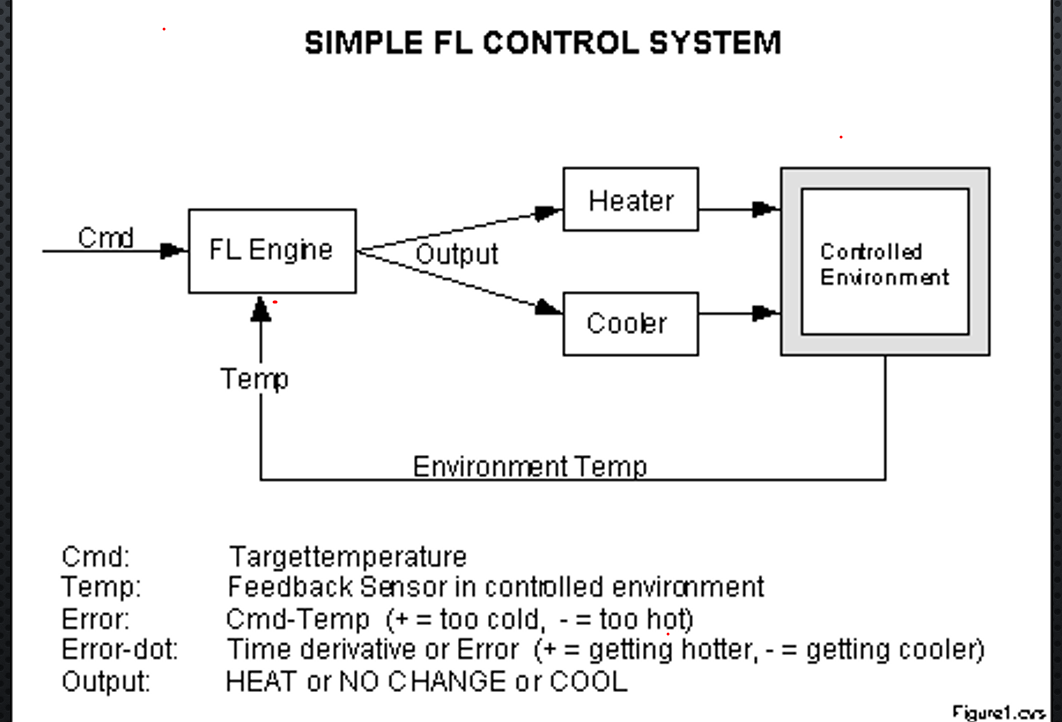 SIMPLE FL CONTROL SYSTEM
Cmd
FL Engine
Output
Heater
Cooler
Controlled
Environment
Temp
Environment Temp
Cmd: Targettemperature
Temp: Feedback Sensor in controlled environment
Error: Cmd-Temp (+ = too cold, - = too hot)
Error-dot: Time derivative or Error (+ = getting hotter, - = getting cooler)
Output: HEAT or NO CHANGE or COOL
Figure1.cvs